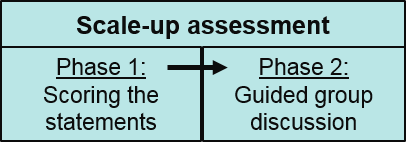 Scale-up assessment
Phase 1:
Scoring the
statements
Phase 2:
Guided group
discussion